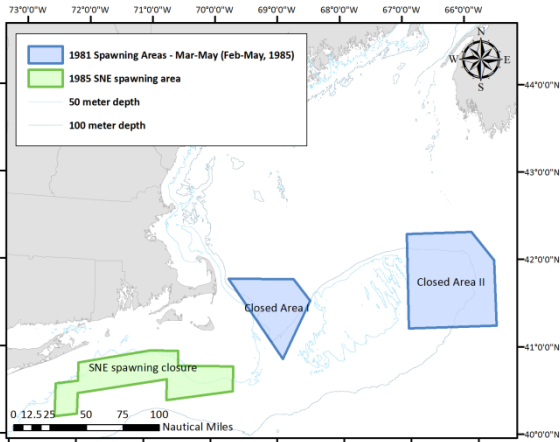 73°0'0"W 72°0'0"W 71°0'0"W 70°0'0"W 69°0'0"W 68°0'0"W 67°0'0"W 66°0'0"W
1981 Spawning Areas - Mar-May (Feb-May, 1985)
1985 SNE spawning area
50 meter depth
100 meter depth
N
W E
S
44°0'0"N
43°0'0"N
42°0'0"N
Closed Area II
Closed Area I
41°0'0"N
SNE spawning closure
0 12.5 25 50 75 100
Nautical Miles
40°0'0"N